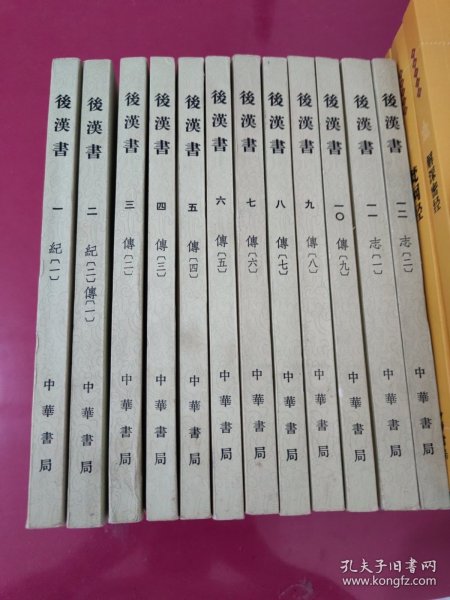 後漢書 一 紀〔一〕 中華書局
後漢書 二 紀〔二〕傳〔一〕 中華書局
後漢書 三 傳〔二〕 中華書局
後漢書 四 傳〔三〕 中華書局
後漢書 五 傳〔四〕 中華書局
後漢書 六 傳〔五〕 中華書局
後漢書 七 傳〔六〕 中華書局
後漢書 八 傳〔七〕 中華書局
後漢書 九 傳〔八〕 中華書局
後漢書 一〇 傳〔九〕 中華書局
後漢書 一一 志〔一〕 中華書局
後漢書 一二 志〔二〕 中華書局
孔夫子旧书网
www.kongfz.com